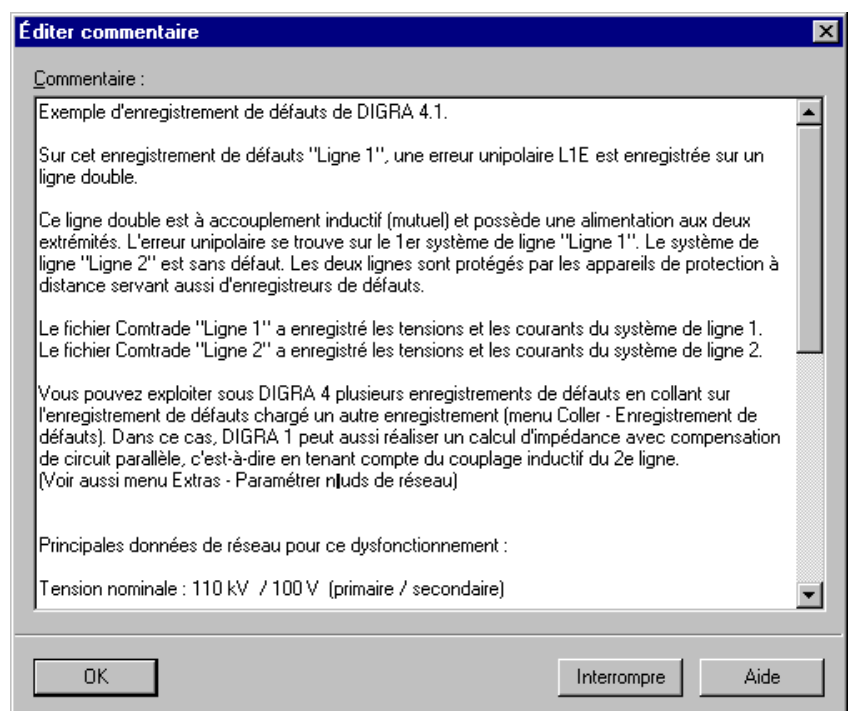 Éditer commentaire
Commentaire :
Exemple d'enregistrement de défauts de DIGRA 4.1.
Sur cet enregistrement de défauts "Ligne 1", une erreur unipolaire L1E est enregistrée sur un
ligne double.
Ce ligne double est à accouplement inductif (mutuel) et possède une alimentation aux deux
extrémités. L'erreur unipolaire se trouve sur le 1er système de ligne "Ligne 1". Le système de
ligne "Ligne 2" est sans défaut. Les deux lignes sont protégés par les appareils de protection à
distance servant aussi d'enregistreurs de défauts.
Le fichier Comtrade "Ligne 1" a enregistré les tensions et les courants du système de ligne 1.
Le fichier Comtrade "Ligne 2" a enregistré les tensions et les courants du système de ligne 2.
Vous pouvez exploiter sous DIGRA 4 plusieurs enregistrements de défauts en collant sur
l'enregistrement de défauts chargé un autre enregistrement (menu Coller - Enregistrement de
défauts). Dans ce cas, DIGRA 1 peut aussi réaliser un calcul d'impédance avec compensation
de circuit parallèle, c'est-à-dire en tenant compte du couplage inductif du 2e ligne.
(Voir aussi menu Extras - Paramétrer n|uds de réseau)
Principales données de réseau pour ce dysfonctionnement :
Tension nominale : 110 kV / 100 V (primaire / secondaire)
OK
Interrompre
Aide